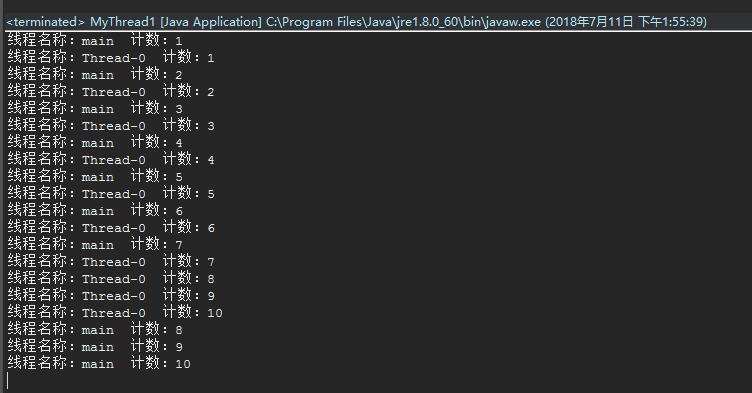 <terminated> MyThread1 [Java Application] C:\Program Files\Java\jre1.8.0_60\bin\javaw.exe (2018年7月11日 下午1:55:39)
线程名称：main  计数：1
线程名称：Thread-0  计数：1
线程名称：main  计数：2
线程名称：Thread-0  计数：2
线程名称：main  计数：3
线程名称：Thread-0  计数：3
线程名称：main  计数：4
线程名称：Thread-0  计数：4
线程名称：main  计数：5
线程名称：Thread-0  计数：5
线程名称：main  计数：6
线程名称：Thread-0  计数：6
线程名称：main  计数：7
线程名称：Thread-0  计数：7
线程名称：Thread-0  计数：8
线程名称：Thread-0  计数：9
线程名称：Thread-0  计数：10
线程名称：main  计数：8
线程名称：main  计数：9
线程名称：main  计数：10